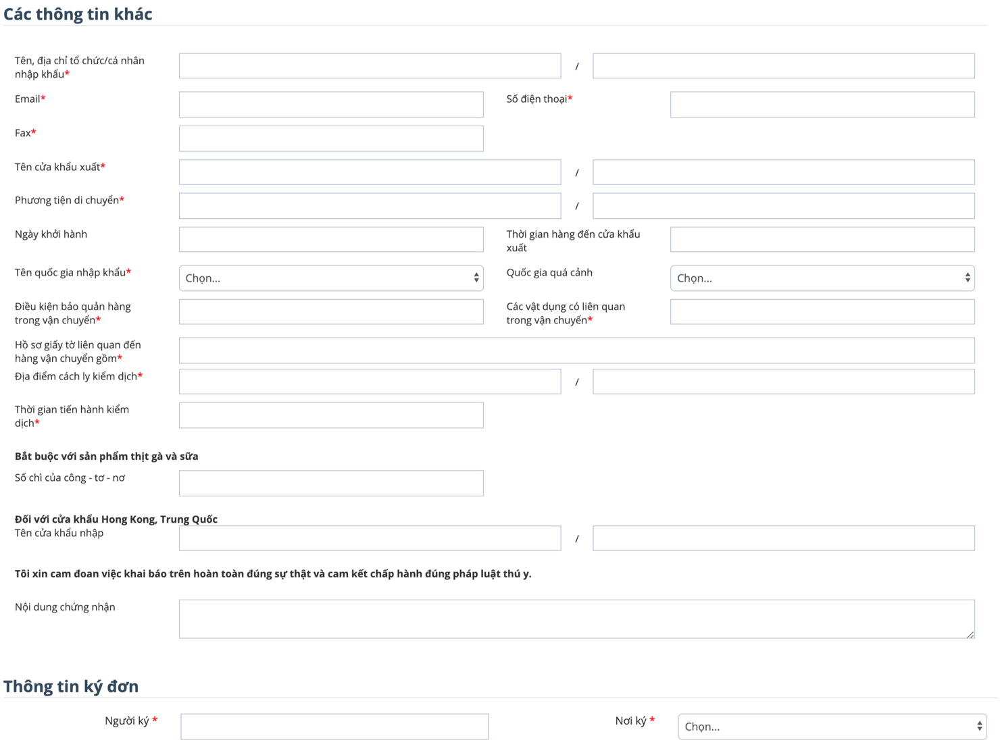 Các thông tin khác
Tên, địa chỉ tổ chức/cá nhân
nhập khẩu*
/
Email*
Số điện thoại*
Fax*
Tên cửa khẩu xuất*
/
Phương tiện di chuyển*
/
Ngày khởi hành
Thời gian hàng đến cửa khẩu
xuất
Tên quốc gia nhập khẩu*
Chọn...
Quốc gia quá cảnh
Chọn...
Điều kiện bảo quản hàng
trong vận chuyển*
Các vật dụng có liên quan
trong vận chuyển*
Hồ sơ giấy tờ liên quan đến
hàng vận chuyển gồm*
Địa điểm cách ly kiểm dịch*
/
Thời gian tiến hành kiểm
dịch*
Bắt buộc với sản phẩm thịt gà và sữa
Số chì của công - tơ - nơ
Đối với cửa khẩu Hong Kong, Trung Quốc
Tên cửa khẩu nhập
/
Tôi xin cam đoan việc khai báo trên hoàn toàn đúng sự thật và cam kết chấp hành đúng pháp luật thú y.
Nội dung chứng nhận
Thông tin ký đơn
Người ký *
Nơi ký *
Chọn...